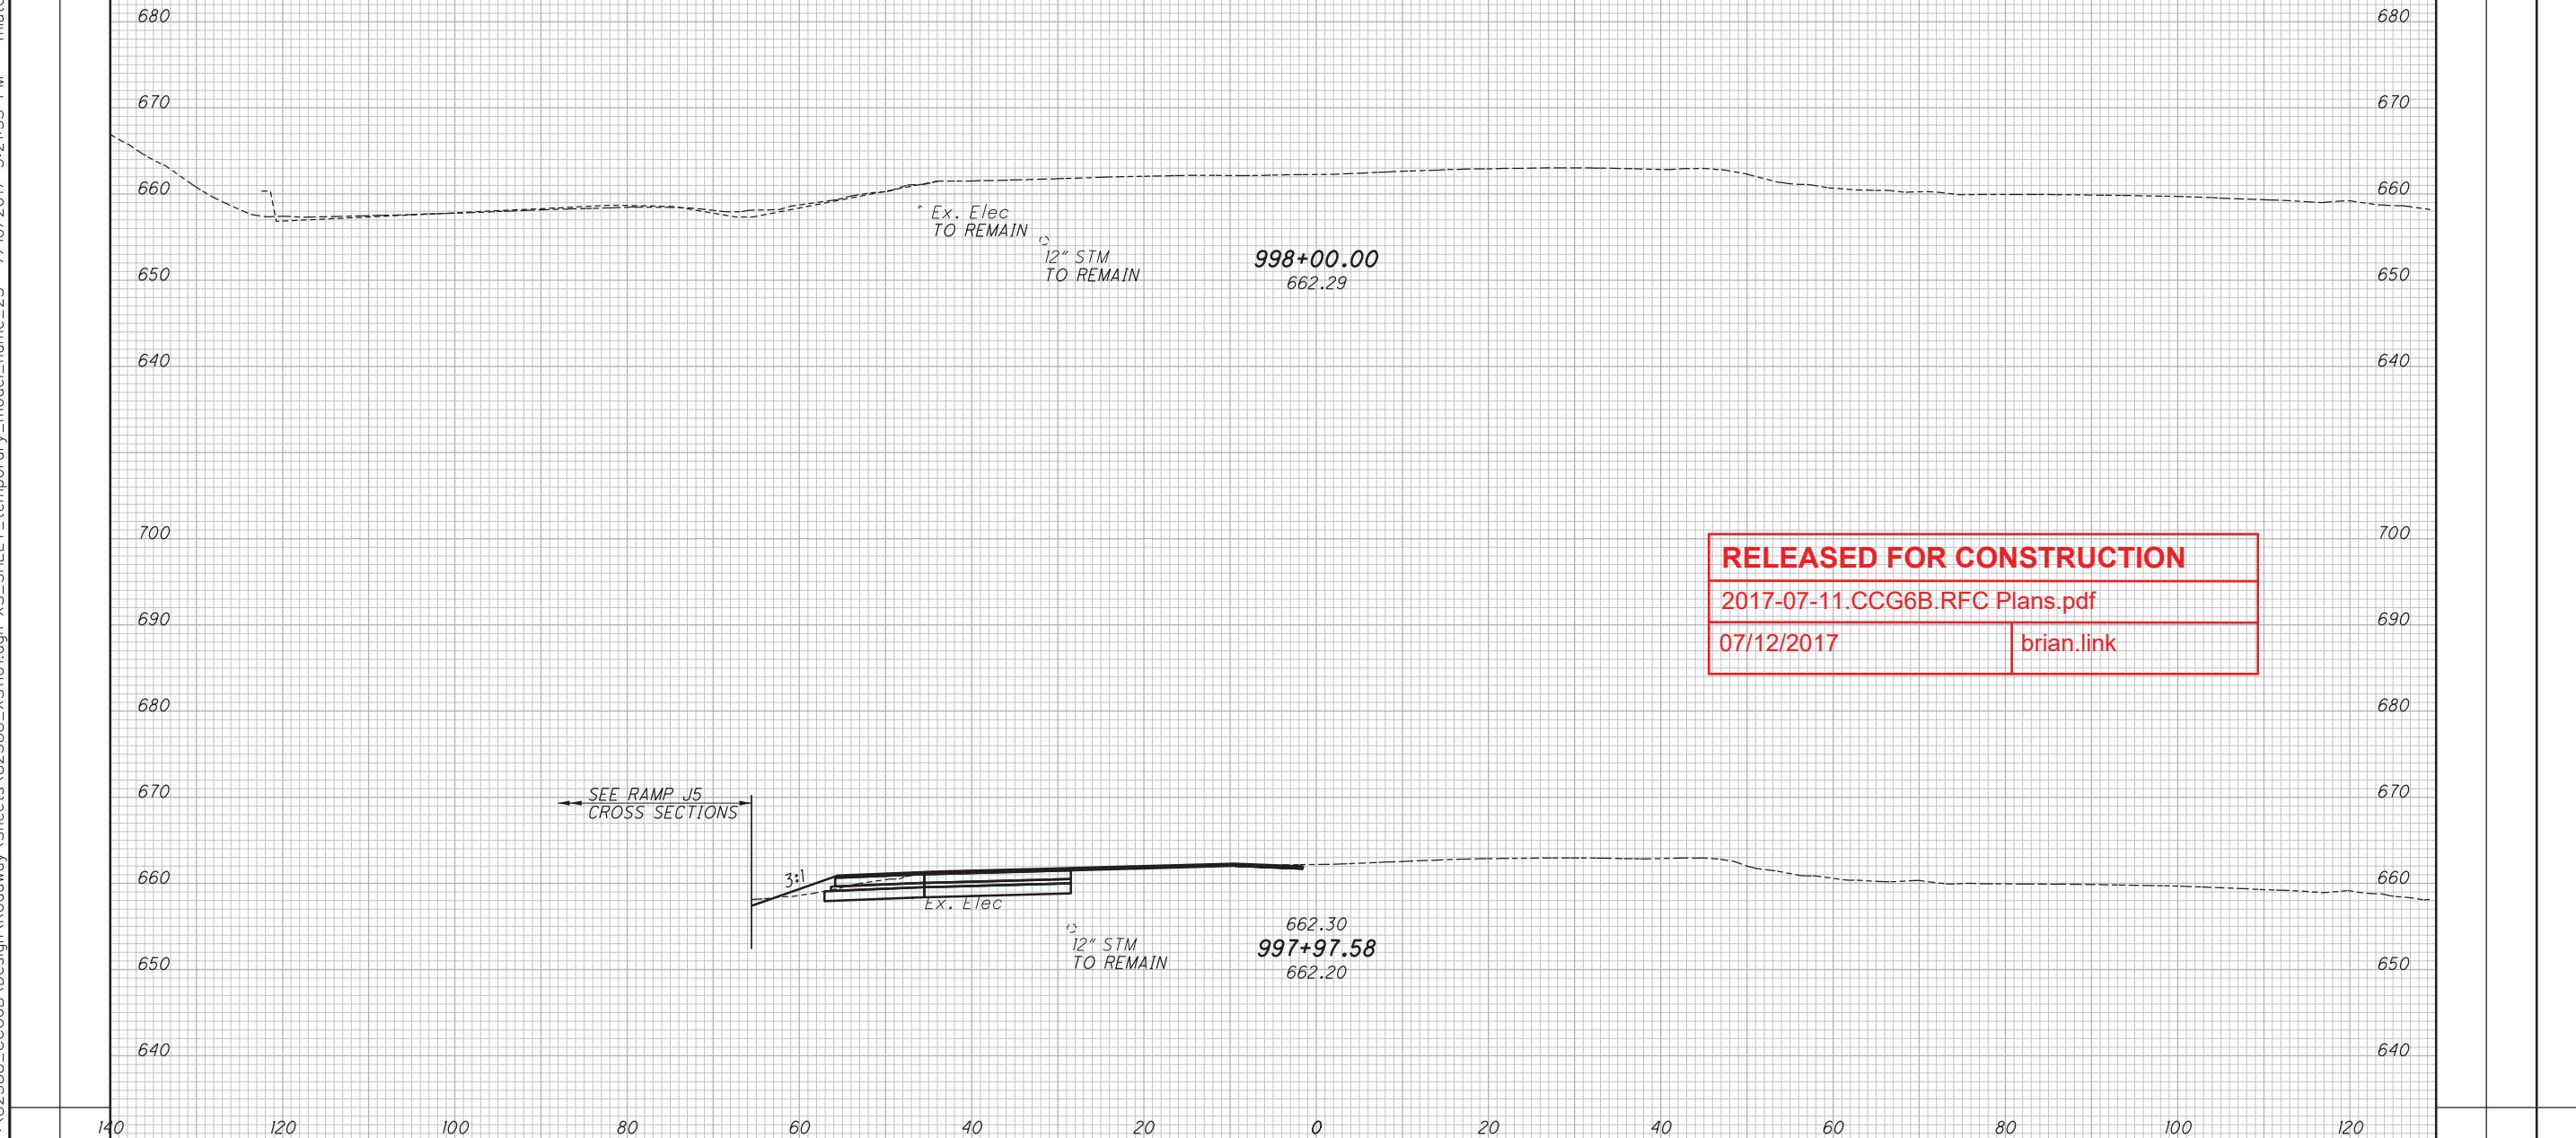 680 680
670 670
660 660
Ex. Elec
TO REMAIN
12" STM
TO REMAIN
998+00.00
662.29
650 650
640 640
700 700
RELEASED FOR CONSTRUCTION
2017-07-11.CCG6B.RFC Plans.pdf
07/12/2017 brian.link
690 690
680 680
670 670
SEE RAMP J5
CROSS SECTIONS
3:1
660 660
Ex. Elec
12" STM
TO REMAIN
662.30
997+97.58
662.20
650 650
640 640
140 120 100 80 60 40 20 0 20 40 60 80 100 120